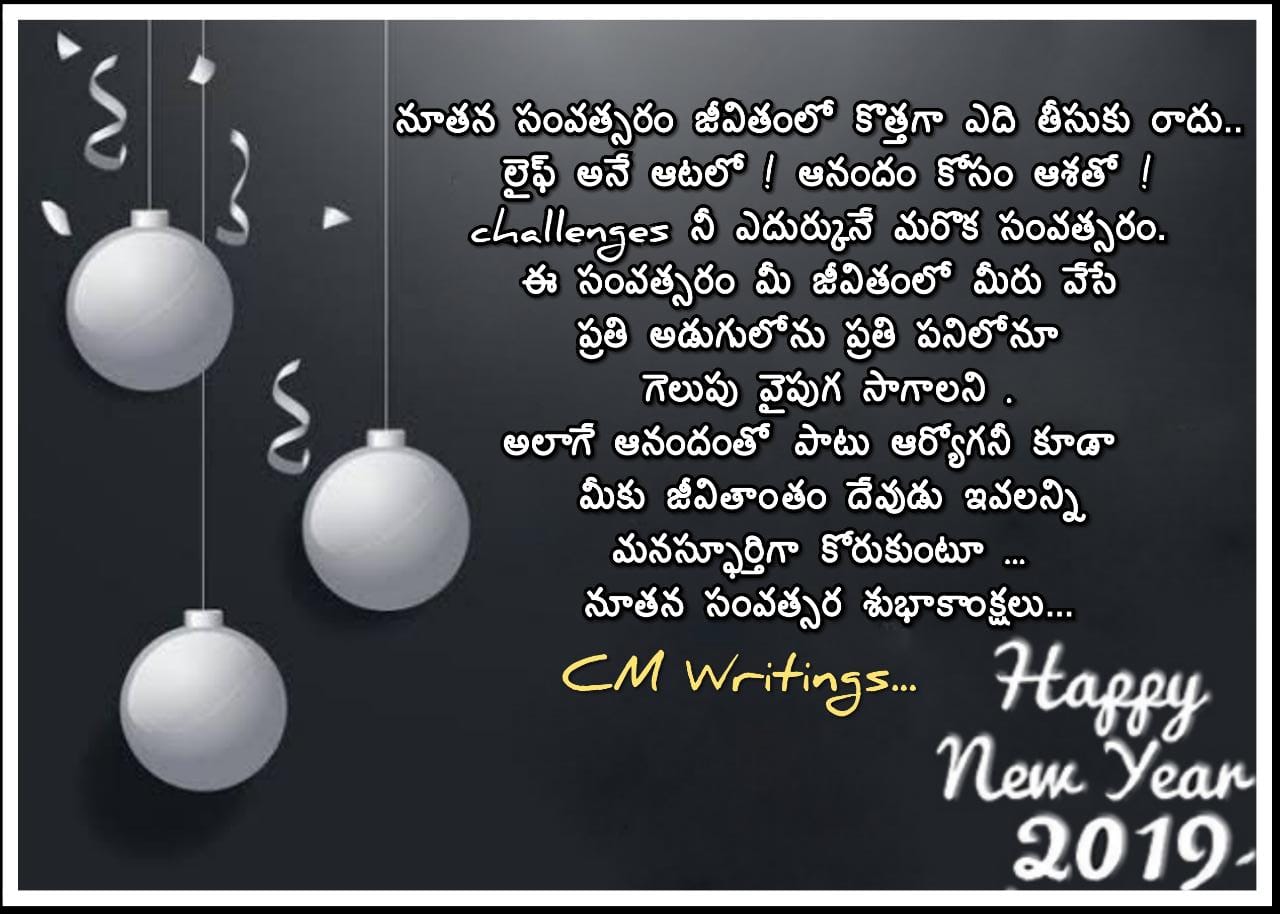 నూతన సంవత్సరం జీవితంలో కొత్తగా ఎది తీసుకు రాదు..
లైఫ్ అనే ఆటలో ! ఆనందం కోసం ఆశతో !
challenges నీ ఎదుర్కునే మరొక సంవత్సరం.
ఈ సంవత్సరం మీ జీవితంలో మీరు వేసే
ప్రతి అడుగులోను ప్రతి పనిలోనూ
గెలుపు వైపుగ సాగాలని .
అలాగే ఆనందంతో పాటు ఆర్యోగనీ కూడా
మీకు జీవితాంతం దేవుడు ఇవలన్ని
మనస్ఫూర్తిగా కోరుకుంటూ ...
నూతన సంవత్సర శుభాకాంక్షలు...
CM Writings...
Happy
New Year
2019